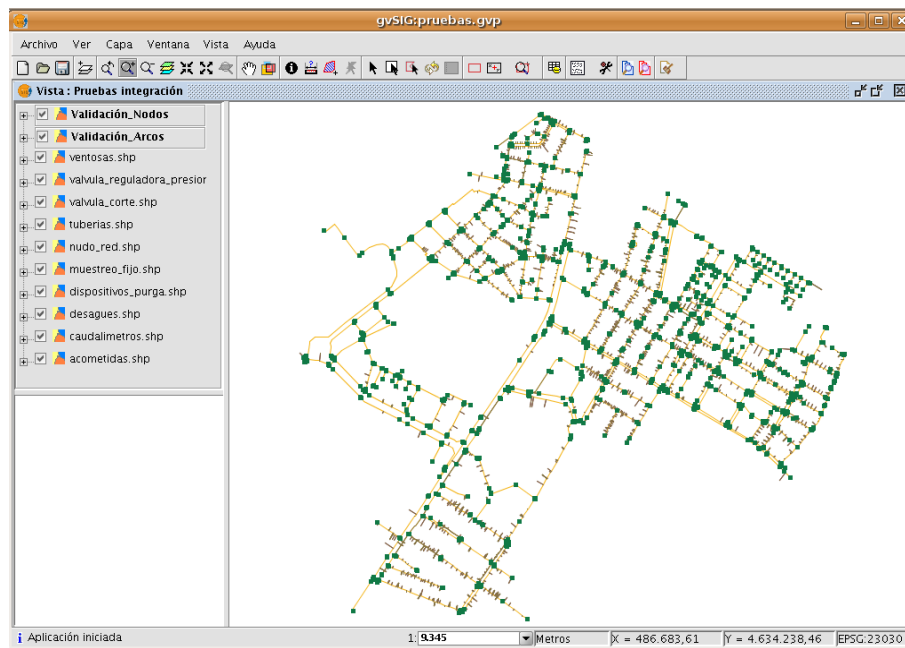 gvSIG:pruebas.gvp
Archivo Ver Capa Ventana Vista Ayuda
Vista : Pruebas integración
Validación_Nodos
Validación_Arcos
ventosas.shp
valvula_reguladora_presior
valvula_corte.shp
tuberias.shp
nudo_red.shp
muestreo_fijo.shp
dispositivos_purga.shp
desagues.shp
caudalimetros.shp
acometidas.shp
Aplicación iniciada 1: 9.345 Metros X = 486.683,61 Y = 4.634.238,46 EPSG:23030